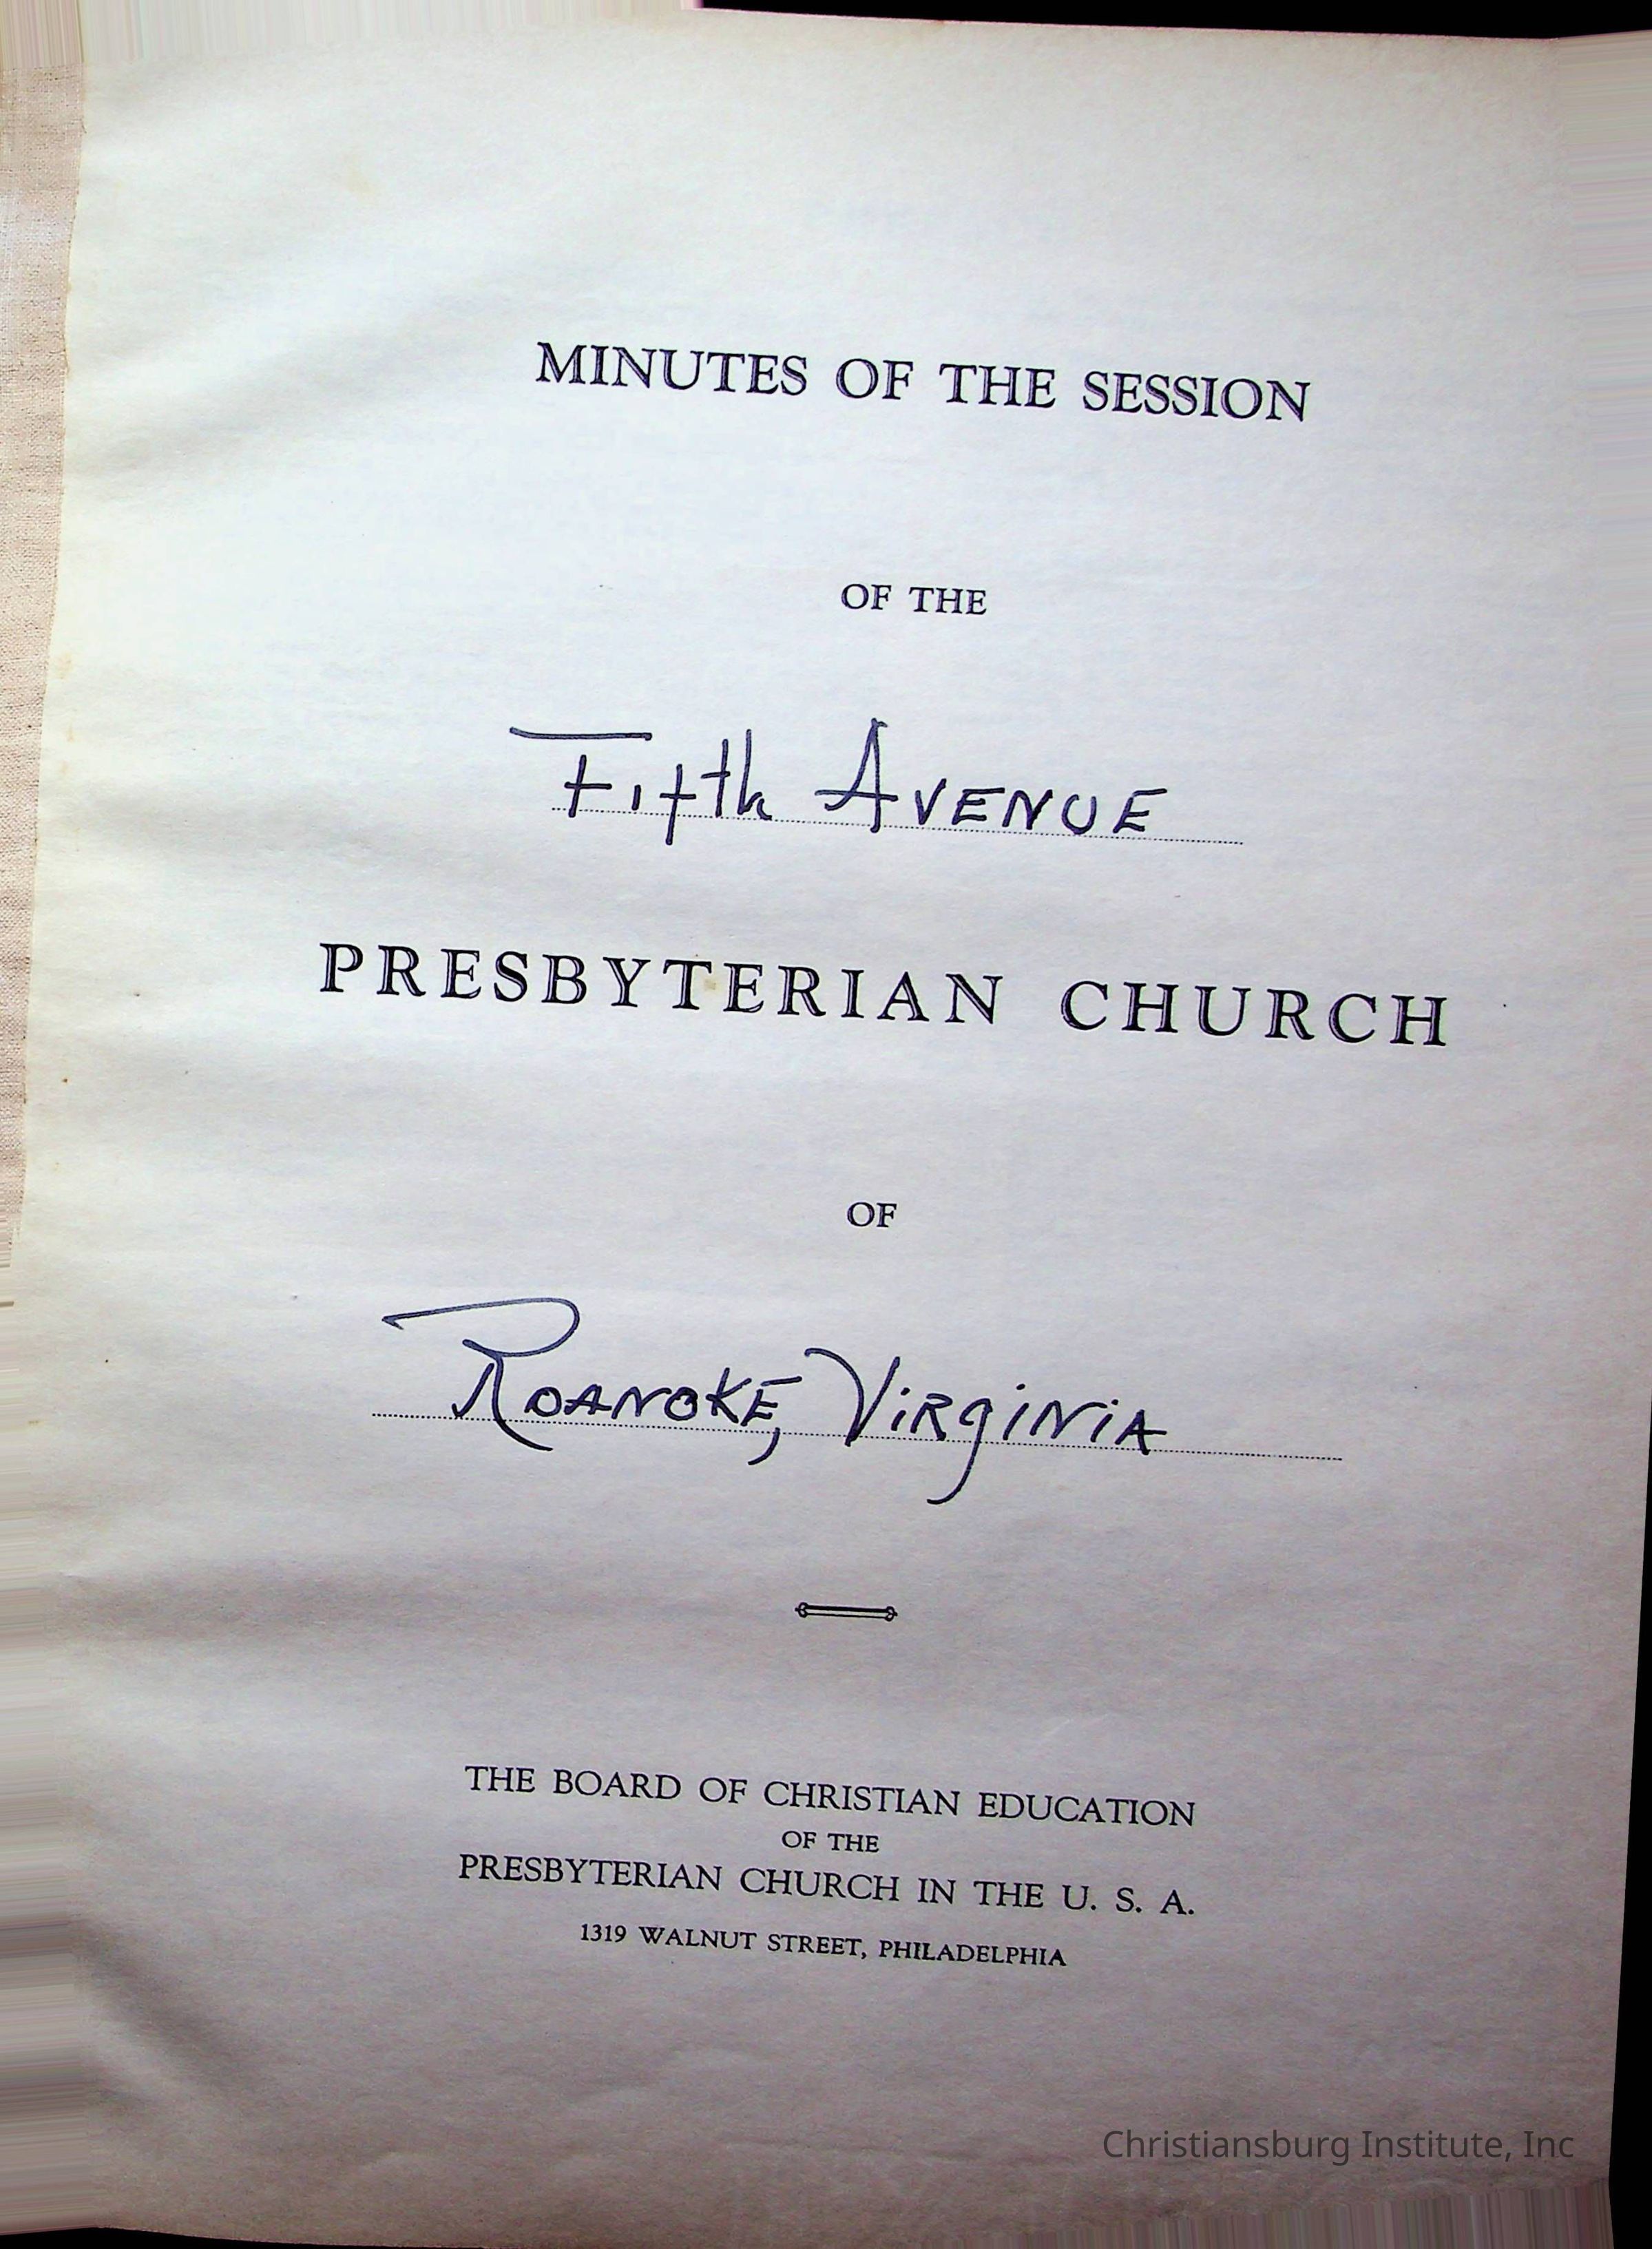 MINUTES OF THE SESSION
OF THE
Fifth AVENUE
PRESBYTERIAN CHURCH
OF
ROANOKE, VIRGINIA
THE BOARD OF CHRISTIAN EDUCATION
OF THE
PRESBYTERIAN CHURCH IN THE U. S. A.
1319 WALNUT STREET, PHILADELPHIA
Christiansburg Institute, Inc